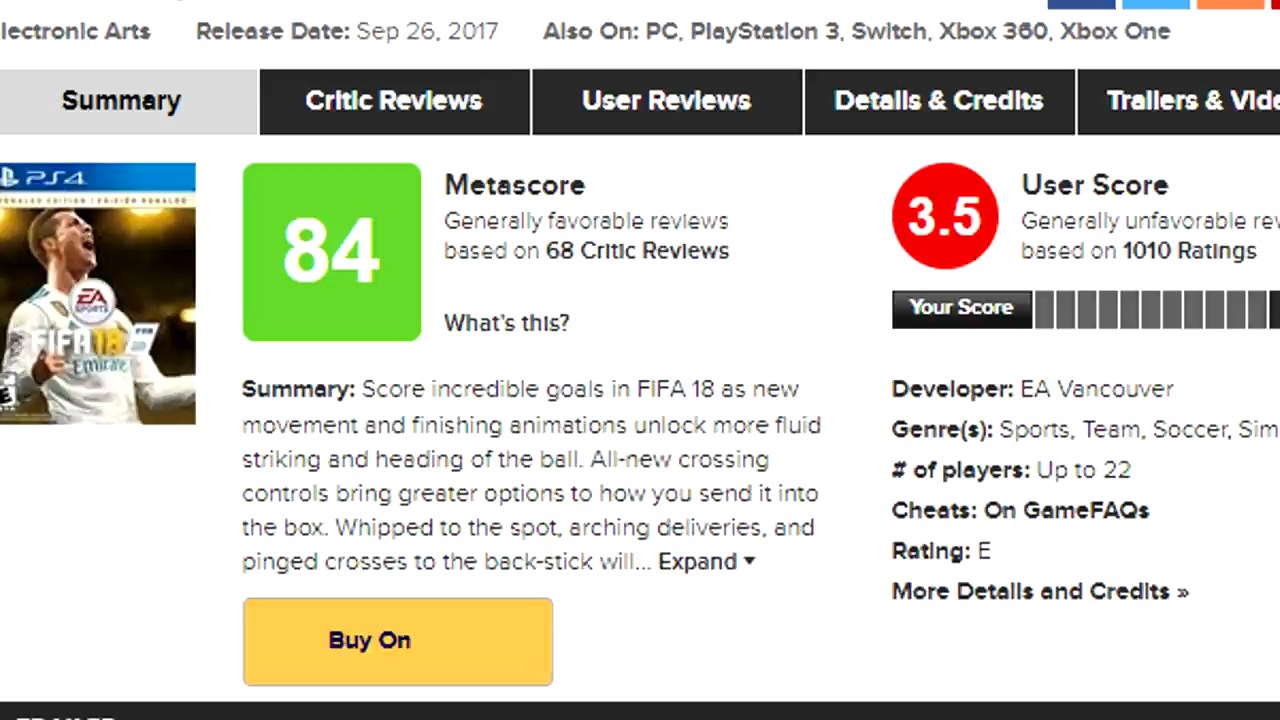 lectronic Arts Release Date: Sep 26, 2017 Also On: PC, PlayStation 3, Switch, Xbox 360, Xbox One
Summary Critic Reviews User Reviews Details & Credits Trailers & Vide
PS4
EA
SPORTS
FIFA 18
Emirates
84
Metascore
Generally favorable reviews
based on 68 Critic Reviews
What's this?
3.5
User Score
Generally unfavorable rev
based on 1010 Ratings
Your Score
Summary: Score incredible goals in FIFA 18 as new
movement and finishing animations unlock more fluid
striking and heading of the ball. All-new crossing
controls bring greater options to how you send it into
the box. Whipped to the spot, arching deliveries, and
pinged crosses to the back-stick will... Expand ▾
Buy On
Developer: EA Vancouver
Genre(s): Sports, Team, Soccer, Sim
# of players: Up to 22
Cheats: On GameFAQs
Rating: E
More Details and Credits »